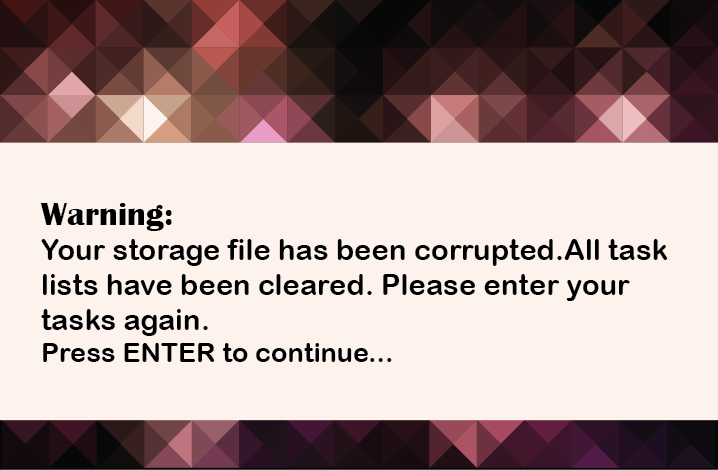 Warning:
Your storage file has been corrupted.All task
lists have been cleared. Please enter your
tasks again.
Press ENTER to continue...